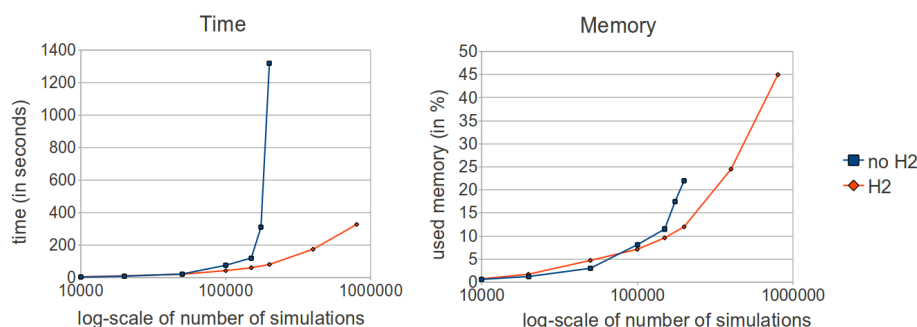 Time
1400
1200
1000
800
600
400
200
0
10000 100000 1000000
time (in seconds)
log-scale of number of simulations
Memory
50
45
40
35
30
25
20
15
10
5
0
10000 100000 1000000
used memory (in %)
log-scale of number of simulations
no H2
H2